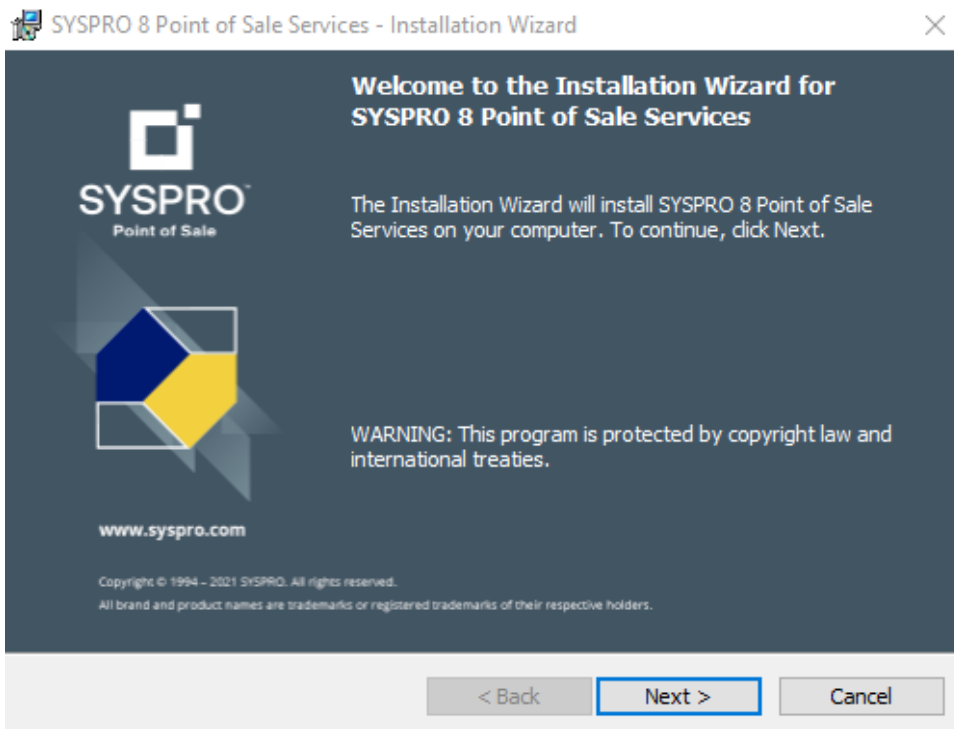 SYSPRO 8 Point of Sale Services - Installation Wizard
Welcome to the Installation Wizard for
SYSPRO 8 Point of Sale Services
SYSPRO™
Point of Sale
The Installation Wizard will install SYSPRO 8 Point of Sale
Services on your computer. To continue, click Next.
WARNING: This program is protected by copyright law and
international treaties.
www.syspro.com
Copyright © 1994 – 2021 SYSPRO. All rights reserved.
All brand and product names are trademarks or registered trademarks of their respective holders.
< Back
Next >
Cancel